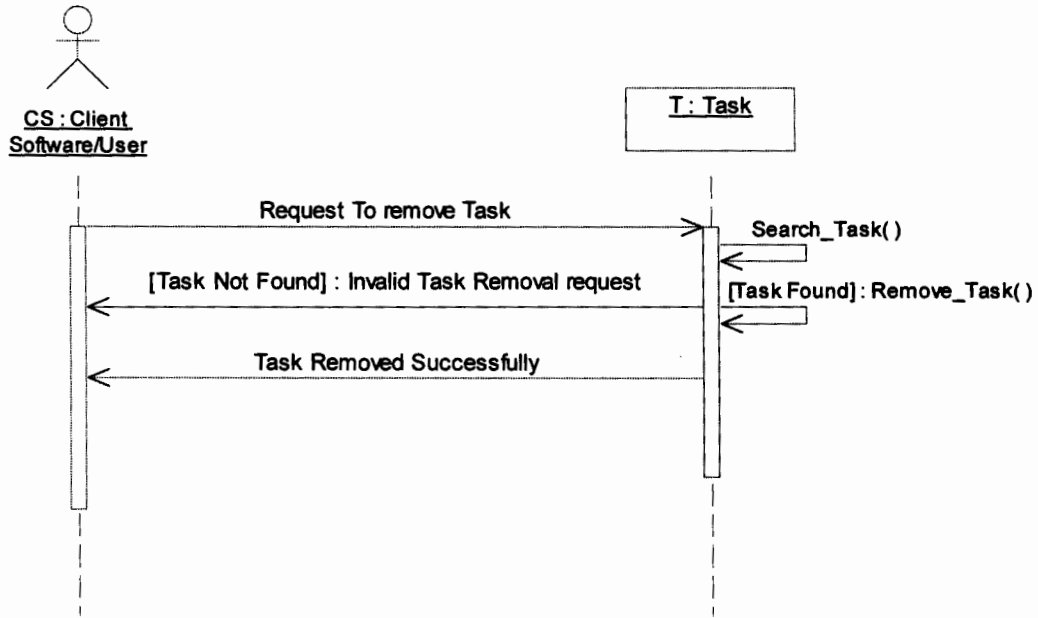 CS : Client
Software/User
T : Task
Request To remove Task
Search_Task( )
[Task Not Found] : Invalid Task Removal request
[Task Found] : Remove_Task( )
Task Removed Successfully